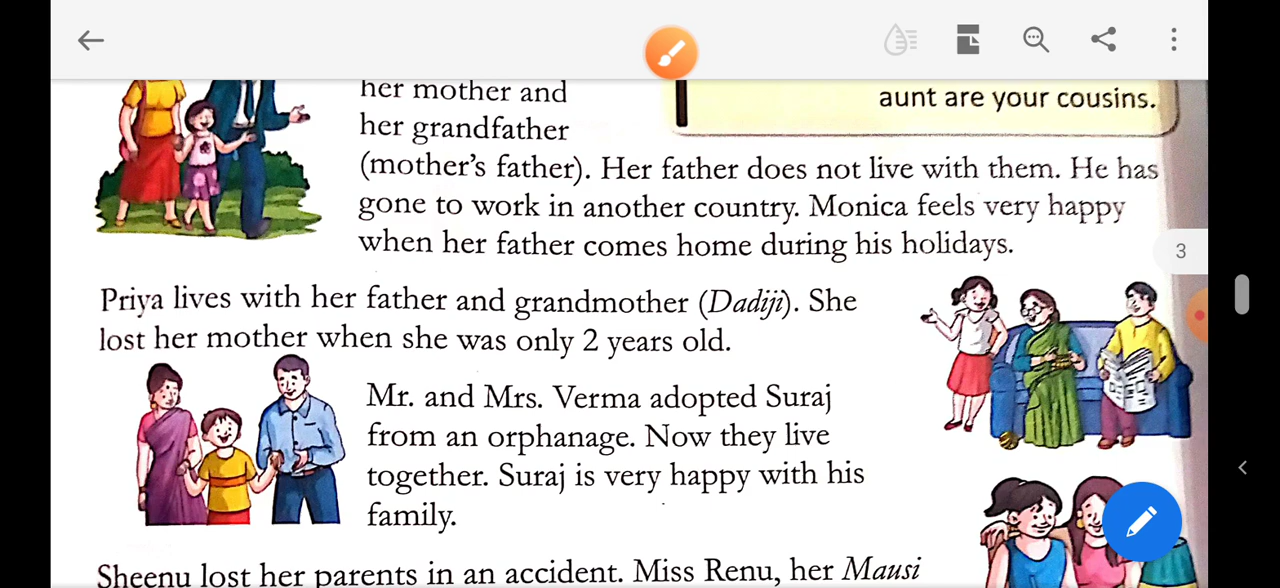 her mother and
her grandfather
aunt are your cousins.
(mother's father). Her father does not live with them. He has
gone to work in another country. Monica feels very happy
when her father comes home during his holidays.
3
Priya lives with her father and grandmother (Dadiji). She
lost her mother when she was only 2 years old.
Mr. and Mrs. Verma adopted Suraj
from an orphanage. Now they live
together. Suraj is very happy with his
family.
Sheenu lost her parents in an accident. Miss Renu, her Mausi